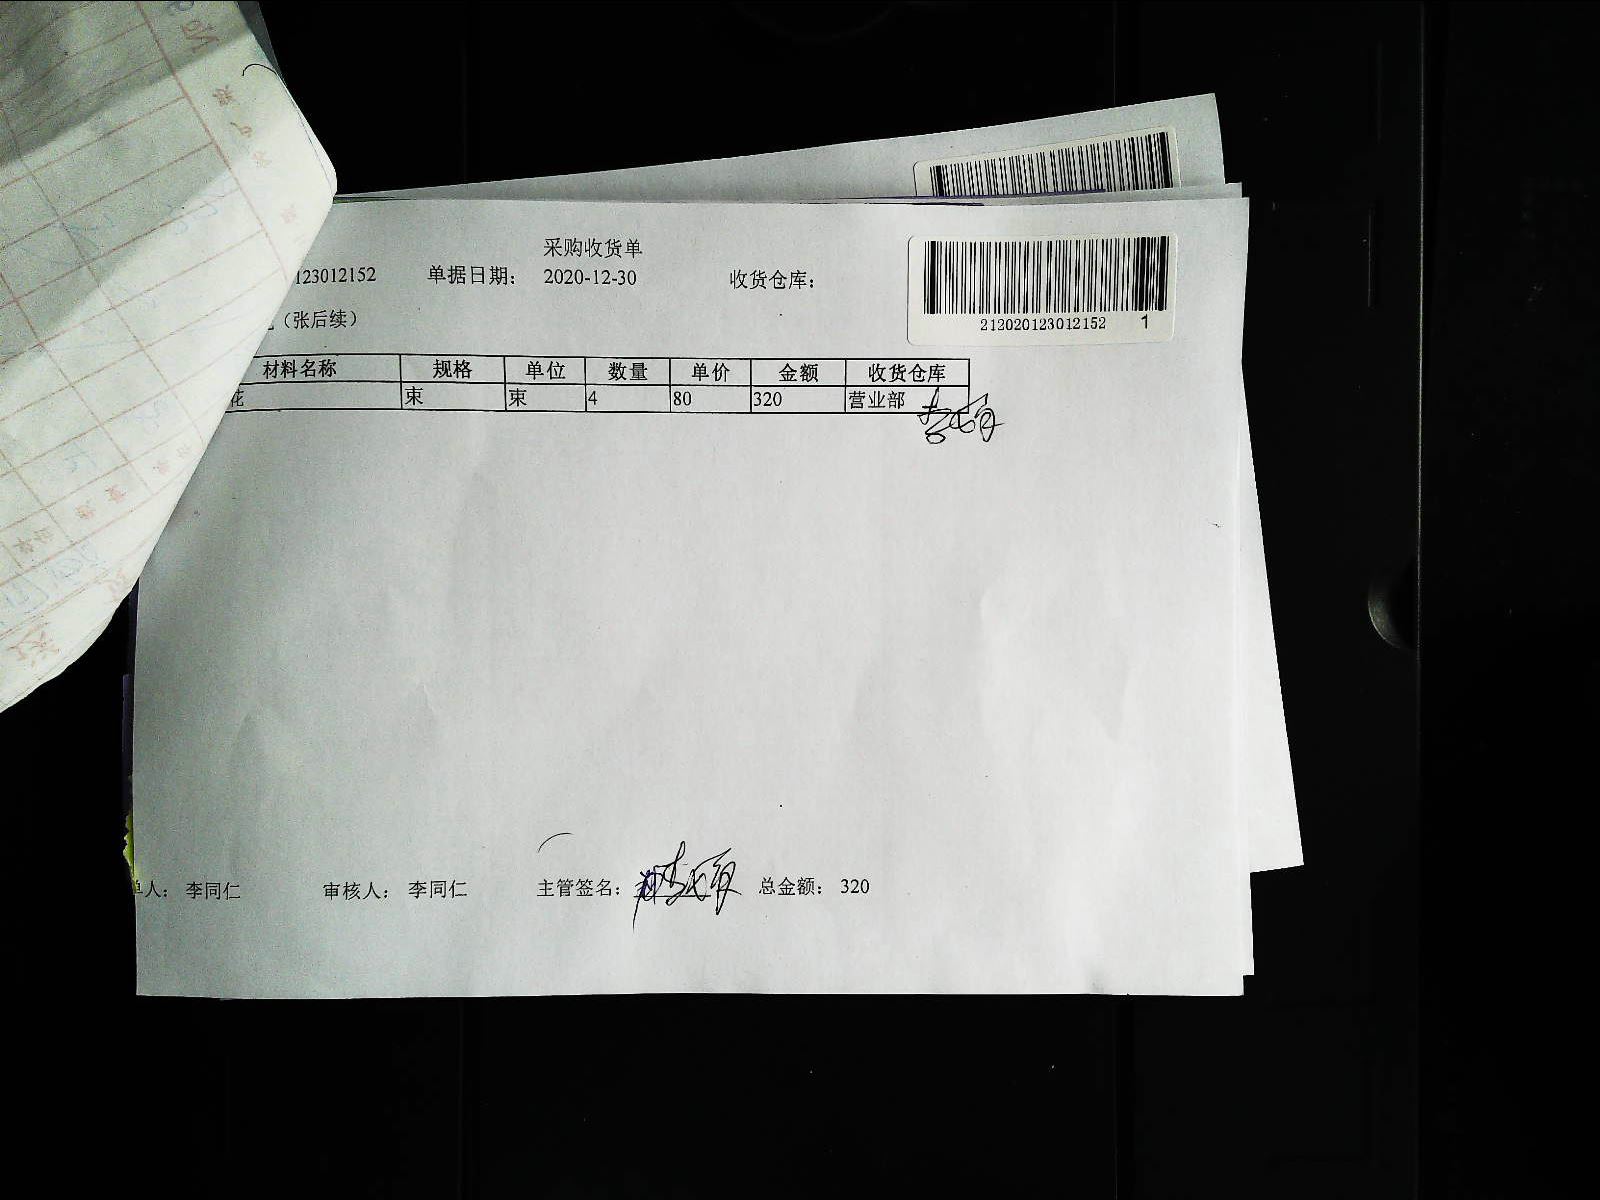 采购收货单
123012152 单据日期： 2020-12-30 收货仓库：
（张后续）
212020123012152 1
材料名称 规格 单位 数量 单价 金额 收货仓库
花 束 束 4 80 320 营业部
单人： 李同仁 审核人： 李同仁 主管签名： 总金额： 320